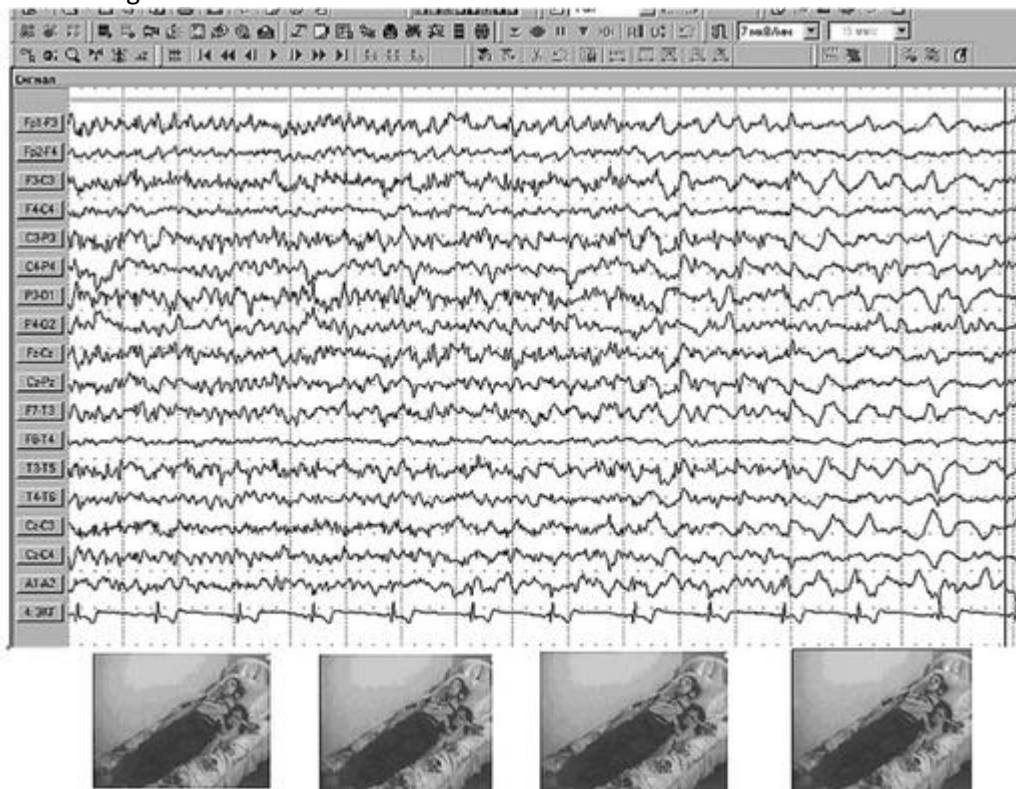 Сигнал
Fp1-F3
Fp2-F4
F3-C3
F4-C4
C3-P3
C4-P4
P3-O1
P4-O2
Fz-Cz
Cz-Pz
F7-T3
F8-T4
T3-T5
T4-T6
Cz-C3
Cz-C4
A1-A2